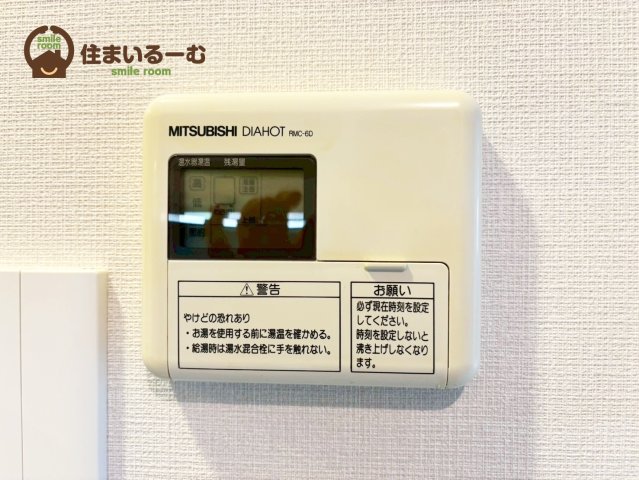 smile
room
住まいるーむ
smile room
MITSUBISHI DIAHOT RMC-6D
温水器湯温 残湯量
⚠警告
やけどの恐れあり
・お湯を使用する前に湯温を確かめる。
・給湯時は湯水混合栓に手を触れない。
お願い
必ず現在時刻を設定
してください。
時刻を設定しないと
沸き上げしなくなり
ます。